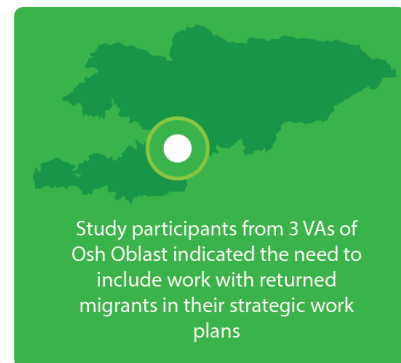 Study participants from 3 VAs of
Osh Oblast indicated the need to
include work with returned
migrants in their strategic work
plans